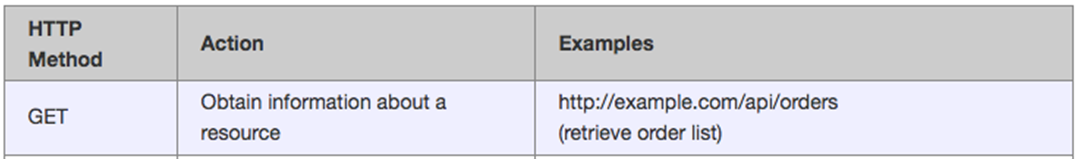 HTTP
Method
Action
Examples
GET
Obtain information about a
resource
http://example.com/api/orders
(retrieve order list)